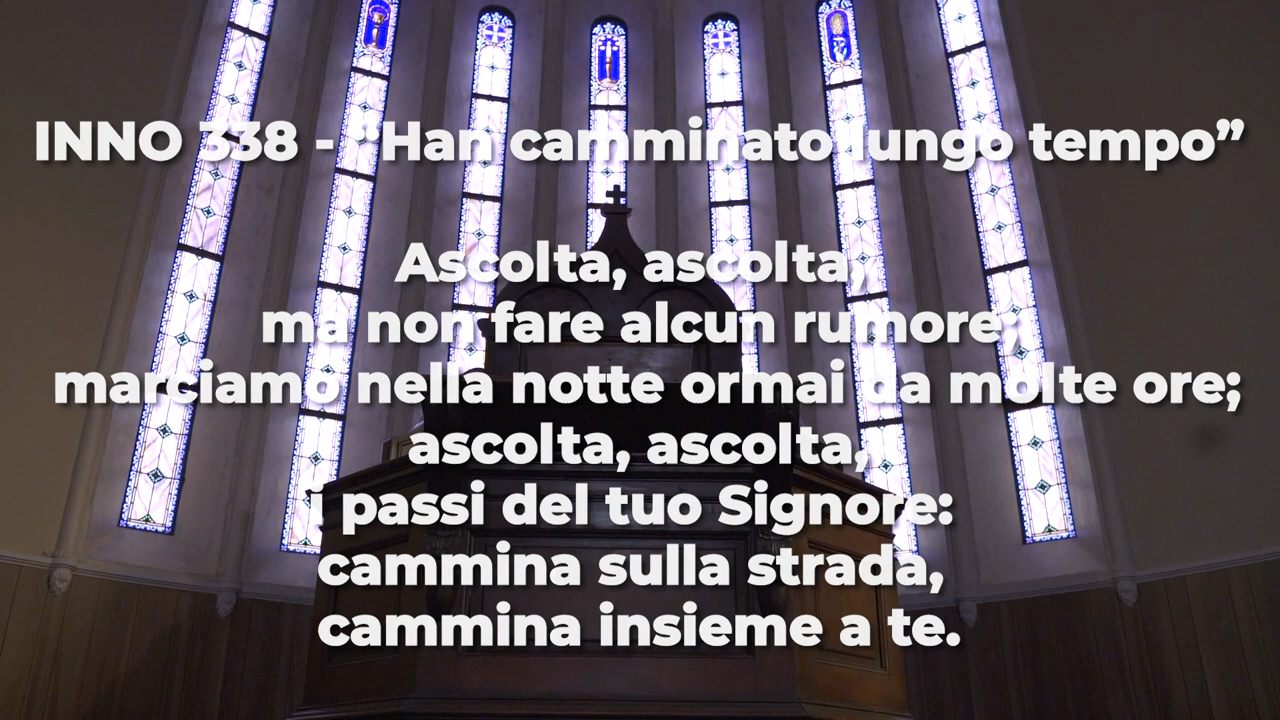 INNO 338 - “Han camminato lungo tempo”
Ascolta, ascolta,
ma non fare alcun rumore;
marciamo nella notte ormai da molte ore;
ascolta, ascolta,
i passi del tuo Signore:
cammina sulla strada,
cammina insieme a te.